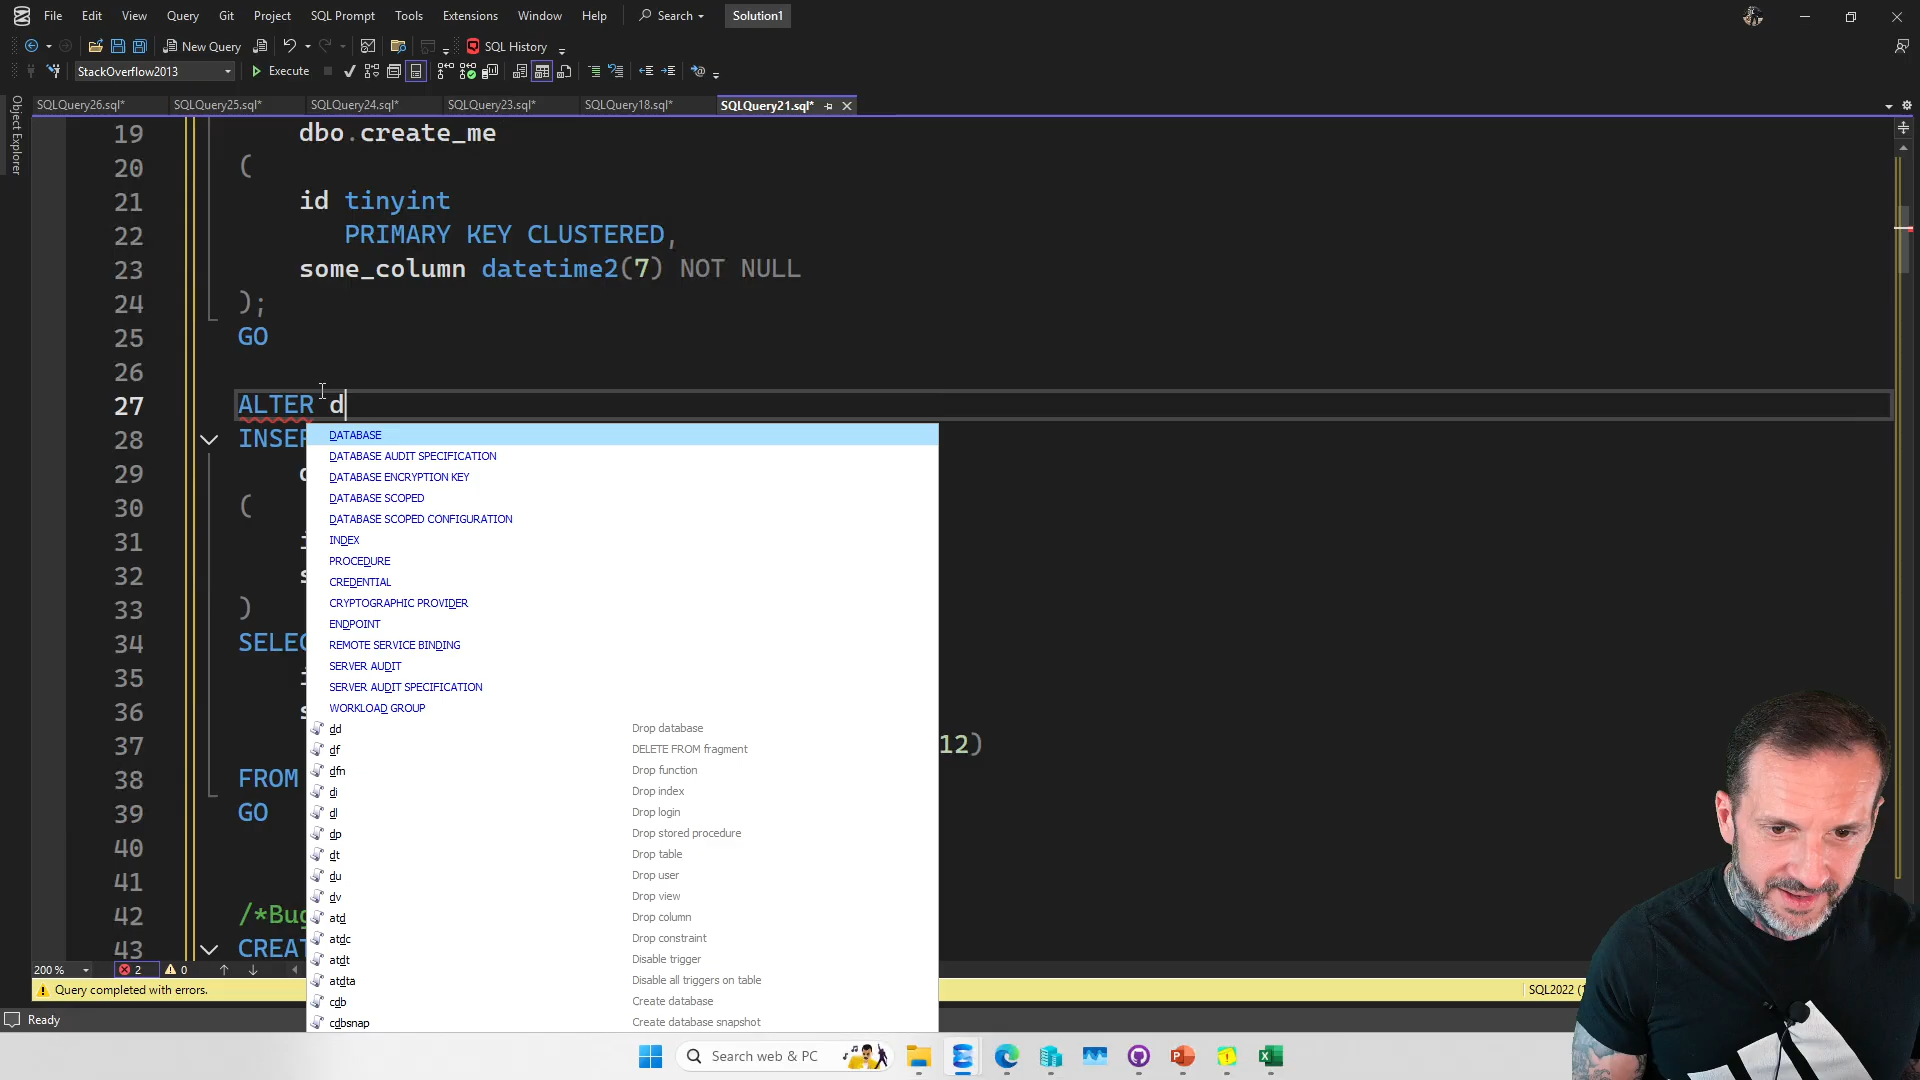 File Edit View Query Git Project SQL Prompt Tools Extensions Window Help Search Solution1
New Query SQL History
StackOverflow2013 Execute
SQLQuery26.sql* SQLQuery25.sql* SQLQuery24.sql* SQLQuery23.sql* SQLQuery18.sql* SQLQuery21.sql*
Object Explorer
19 dbo.create_me
20 (
21 id tinyint
22 PRIMARY KEY CLUSTERED,
23 some_column datetime2(7) NOT NULL
24 );
25 GO
26
27 ALTER d
28 INSE
29
30 (
31
32
33 )
34 SELE
35
36
37 12)
38 FROM
39 GO
40
41
42 /*Bug
43 CREA
DATABASE
DATABASE AUDIT SPECIFICATION
DATABASE ENCRYPTION KEY
DATABASE SCOPED
DATABASE SCOPED CONFIGURATION
INDEX
PROCEDURE
CREDENTIAL
CRYPTOGRAPHIC PROVIDER
ENDPOINT
REMOTE SERVICE BINDING
SERVER AUDIT
SERVER AUDIT SPECIFICATION
WORKLOAD GROUP
dd Drop database
df DELETE FROM fragment
dfn Drop function
di Drop index
dl Drop login
dp Drop stored procedure
dt Drop table
du Drop user
dv Drop view
atd Drop column
atdc Drop constraint
atdt Disable trigger
atdta Disable all triggers on table
cdb Create database
cdbsnap Create database snapshot
200 % 2 0
Query completed with errors. SQL2022 (
Ready
Search web & PC